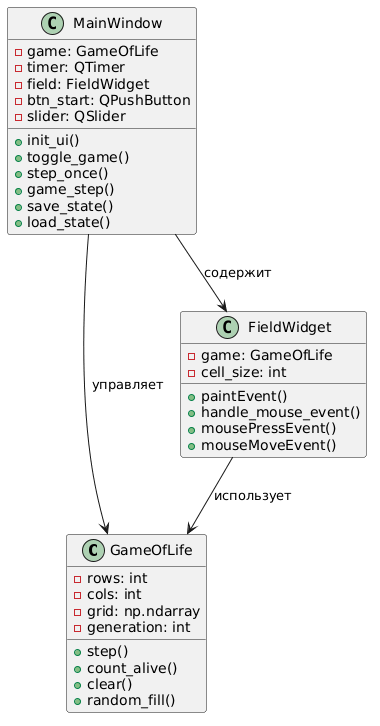 C MainWindow
game: GameOfLife
timer: QTimer
field: FieldWidget
btn_start: QPushButton
slider: QSlider
init_ui()
toggle_game()
step_once()
game_step()
save_state()
load_state()
содержит
C FieldWidget
game: GameOfLife
cell_size: int
paintEvent()
handle_mouse_event()
mousePressEvent()
mouseMoveEvent()
управляет
использует
C GameOfLife
rows: int
cols: int
grid: np.ndarray
generation: int
step()
count_alive()
clear()
random_fill()